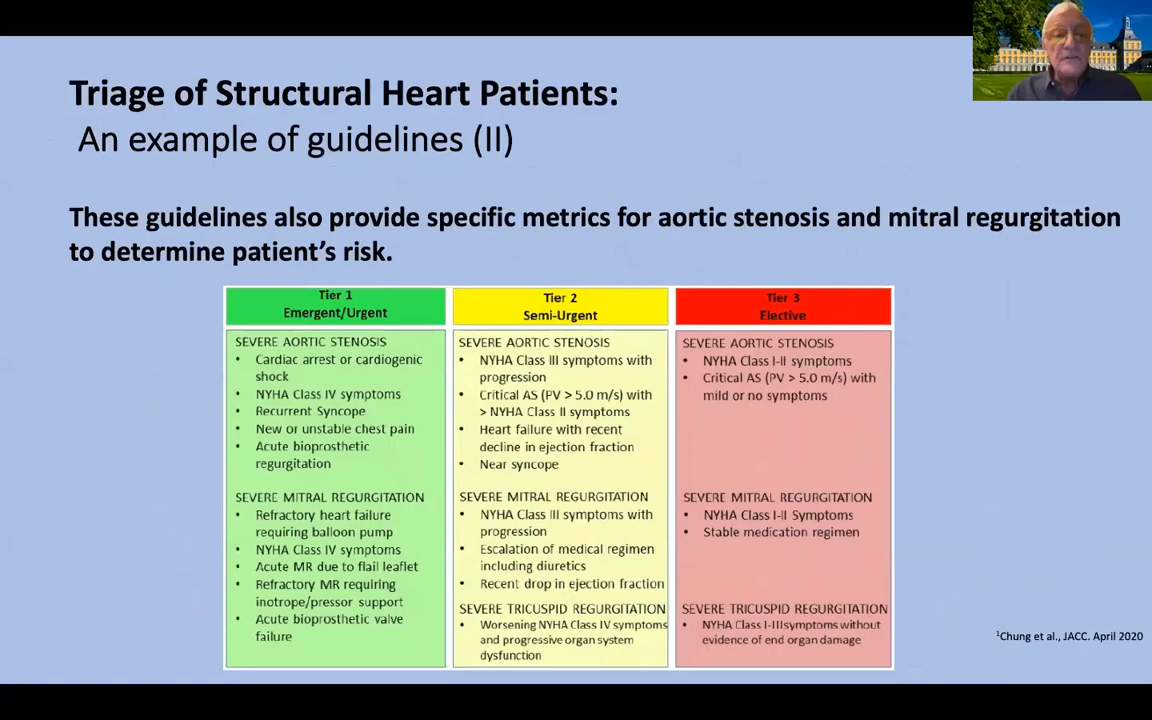 Triage of Structural Heart Patients:
An example of guidelines (II)
These guidelines also provide specific metrics for aortic stenosis and mitral regurgitation
to determine patient's risk.
Tier 1
Emergent/Urgent
SEVERE AORTIC STENOSIS
• Cardiac arrest or cardiogenic
shock
• NYHA Class IV symptoms
• Recurrent Syncope
• New or unstable chest pain
• Acute bioprosthetic
regurgitation
SEVERE MITRAL REGURGITATION
• Refractory heart failure
requiring balloon pump
• NYHA Class IV symptoms
• Acute MR due to flail leaflet
• Refractory MR requiring
inotrope/pressor support
• Acute bioprosthetic valve
failure
Tier 2
Semi-Urgent
SEVERE AORTIC STENOSIS
• NYHA Class III symptoms with
progression
• Critical AS (PV > 5.0 m/s) with
> NYHA Class II symptoms
• Heart failure with recent
decline in ejection fraction
• Near syncope
SEVERE MITRAL REGURGITATION
• NYHA Class III symptoms with
progression
• Escalation of medical regimen
including diuretics
• Recent drop in ejection fraction
SEVERE TRICUSPID REGURGITATION
• Worsening NYHA Class IV symptoms
and progressive organ system
dysfunction
Tier 3
Elective
SEVERE AORTIC STENOSIS
• NYHA Class I-II symptoms
• Critical AS (PV > 5.0 m/s) with
mild or no symptoms
SEVERE MITRAL REGURGITATION
• NYHA Class I-II Symptoms
• Stable medication regimen
SEVERE TRICUSPID REGURGITATION
• NYHA Class I-IIIsymptoms without
evidence of end organ damage
¹Chung et al., JACC. April 2020